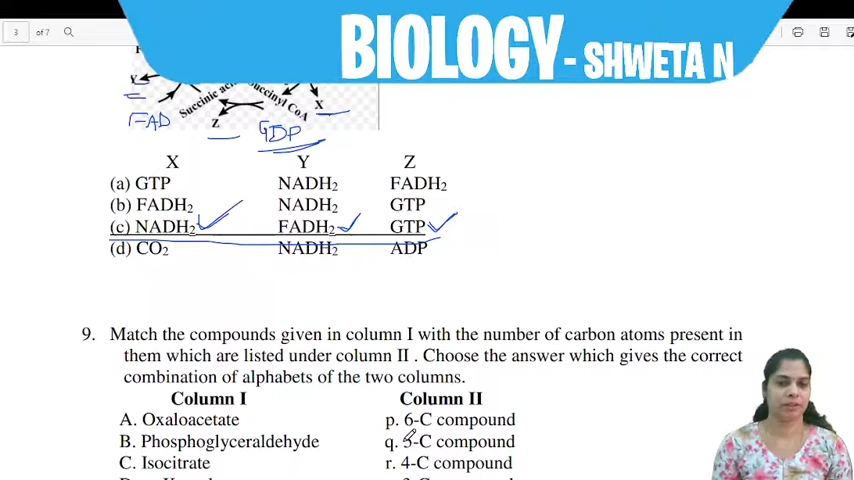 BIOLOGY- SHWETA N
3 of 7
Y
Succinic
Succinyl CoA
X
FAD
Z
GDP
X Y Z
(a) GTP NADH₂ FADH₂
(b) FADH₂ NADH₂ GTP
(c) NADH₂ FADH₂ GTP
(d) CO₂ NADH₂ ADP
9. Match the compounds given in column I with the number of carbon atoms present in
them which are listed under column II . Choose the answer which gives the correct
combination of alphabets of the two columns.
Column I Column II
A. Oxaloacetate p. 6-C compound
B. Phosphoglyceraldehyde q. 5-C compound
C. Isocitrate r. 4-C compound